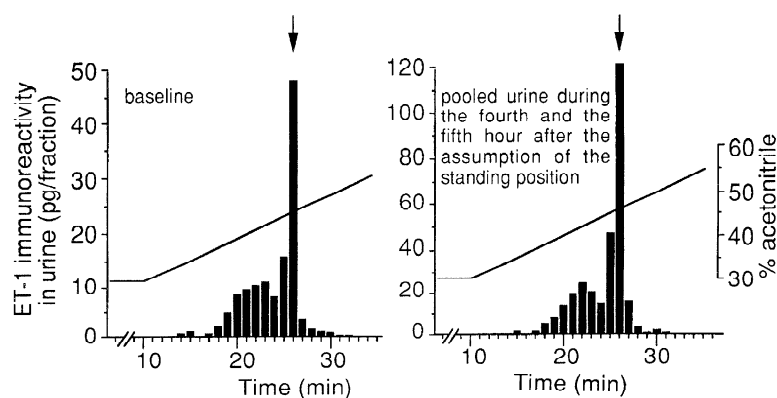 ET-1 immunoreactivity
in urine (pg/fraction)
50
40
30
20
10
0
baseline
10
20
30
Time (min)
120
100
80
60
40
20
0
pooled urine during
the fourth and the
fifth hour after the
assumption of the
standing position
10
20
30
Time (min)
60
50
40
30
% acetonitrile